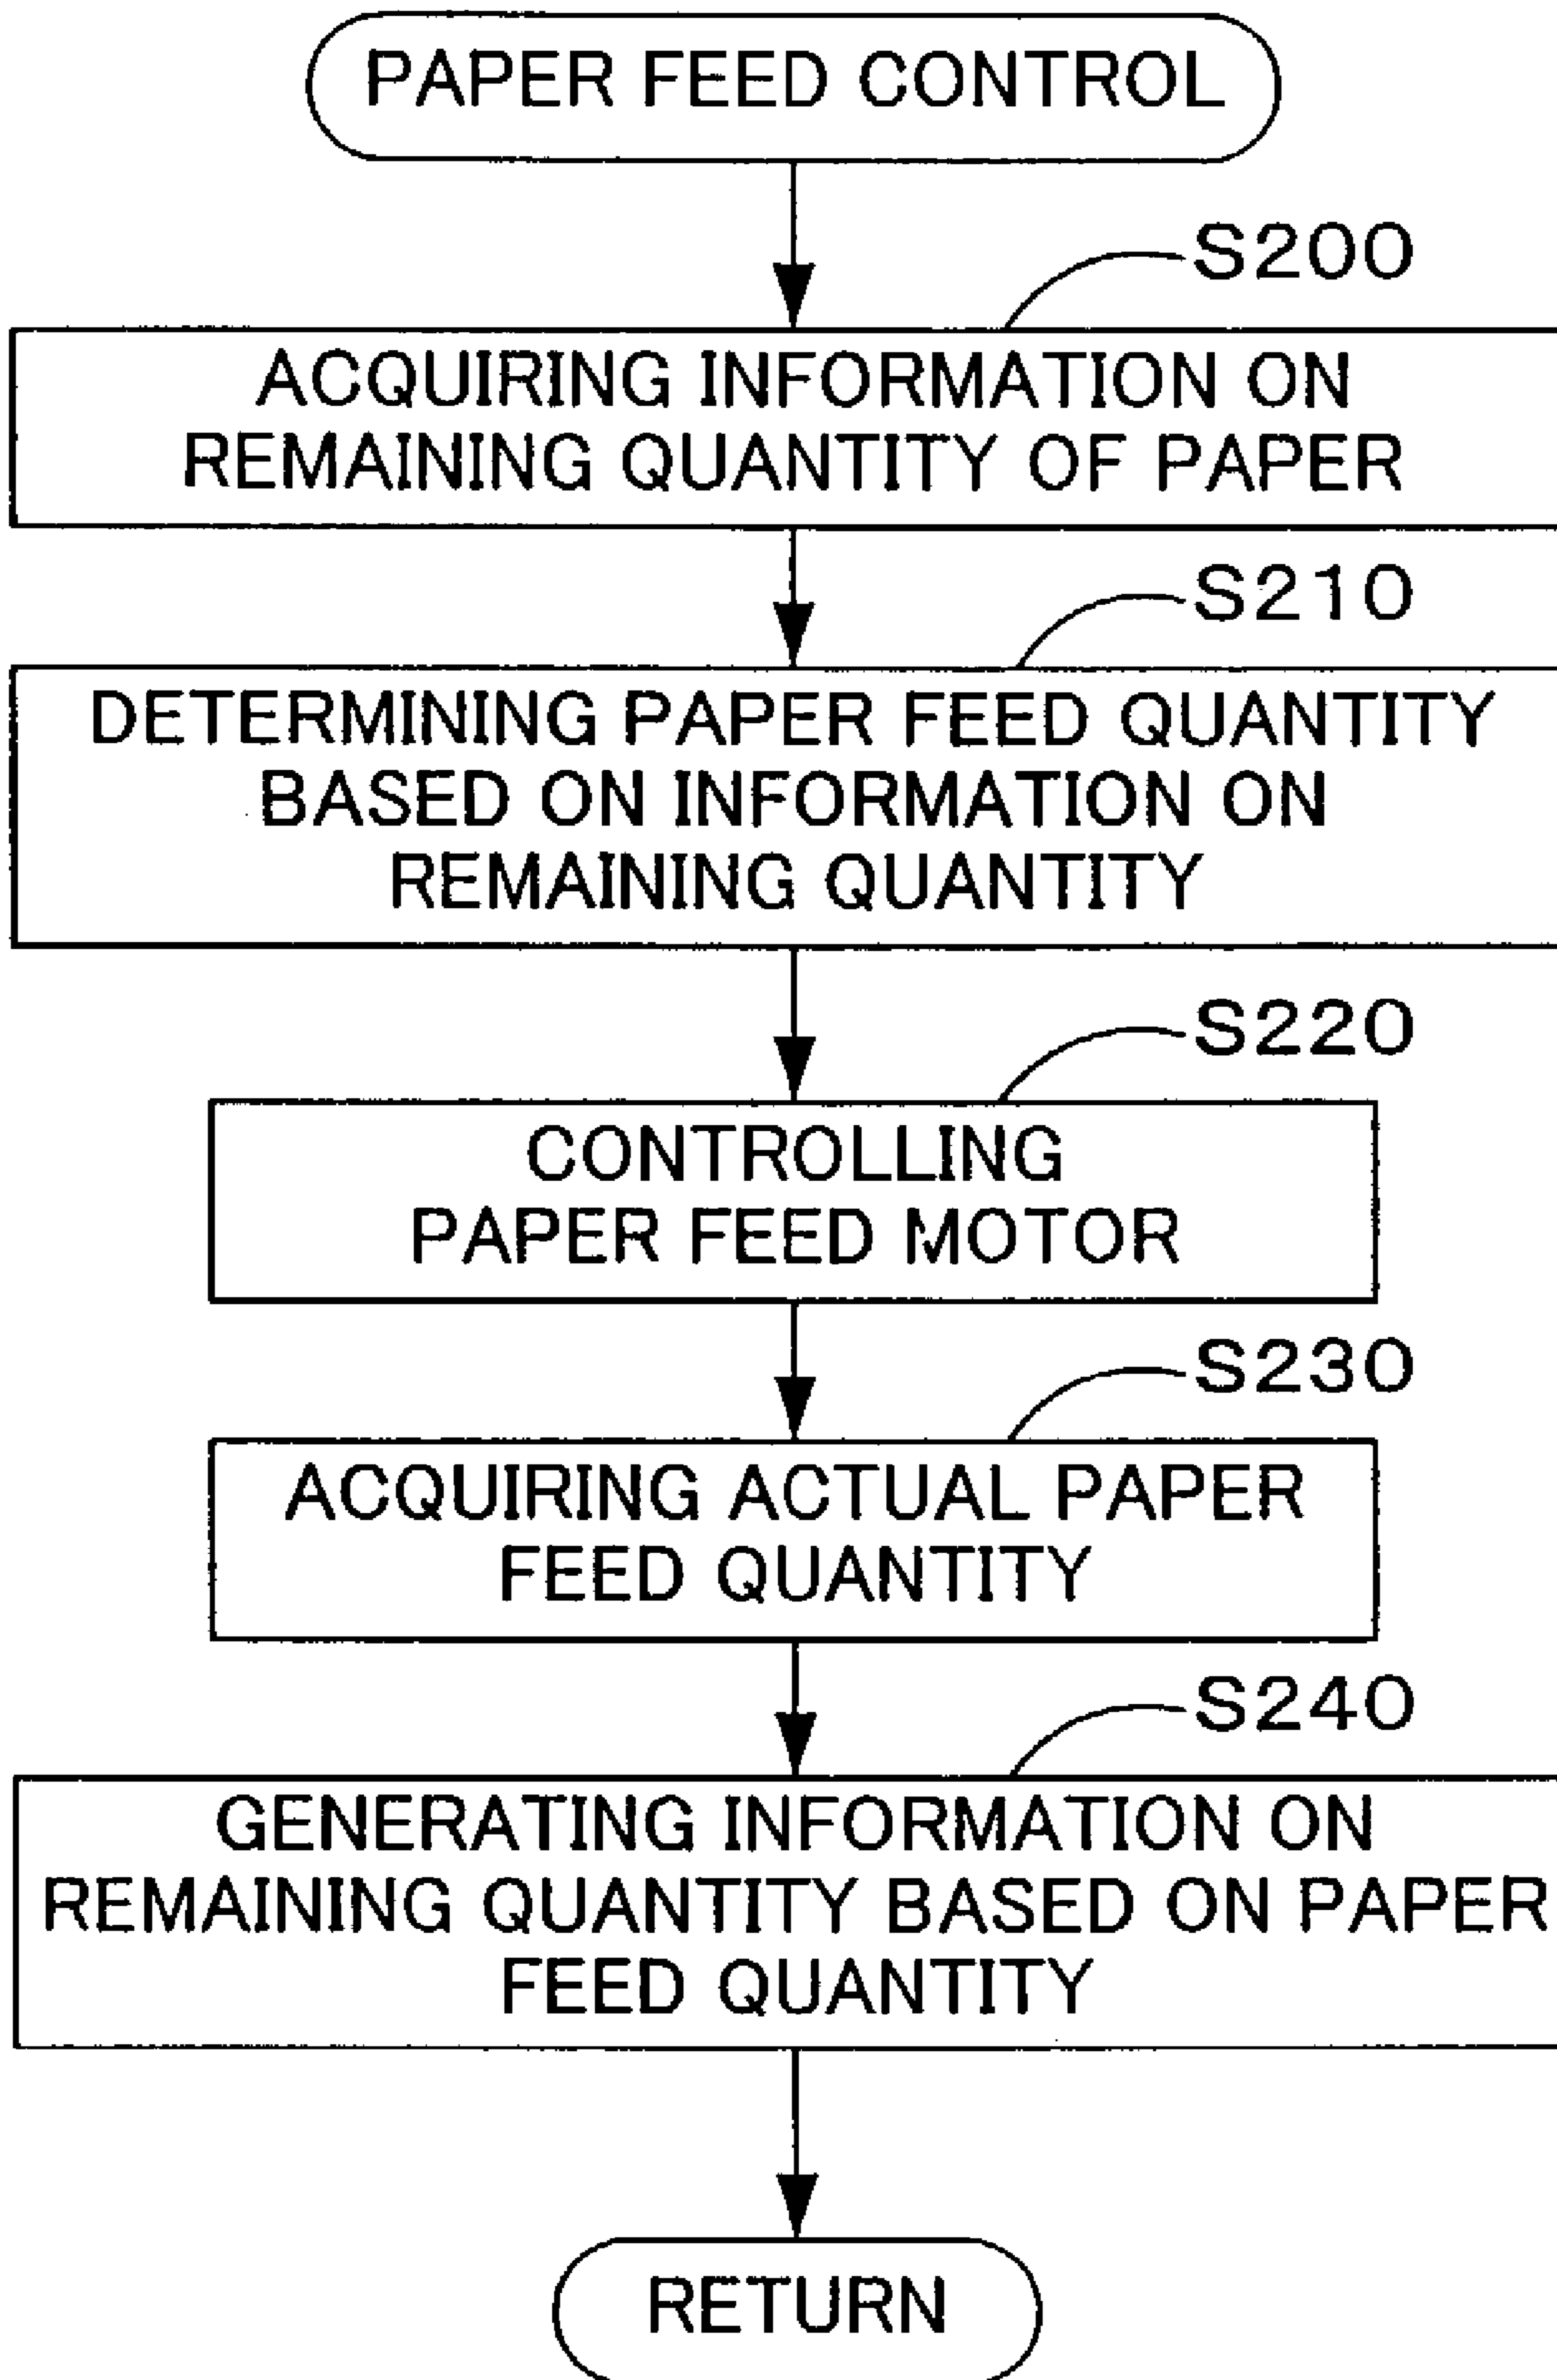 PAPER FEED CONTROL
S200
ACQUIRING INFORMATION ON
REMAINING QUANTITY OF PAPER
S210
DETERMINING PAPER FEED QUANTITY
BASED ON INFORMATION ON
REMAINING QUANTITY
S220
CONTROLLING
PAPER FEED MOTOR
S230
ACQUIRING ACTUAL PAPER
FEED QUANTITY
S240
GENERATING INFORMATION ON
REMAINING QUANTITY BASED ON PAPER
FEED QUANTITY
RETURN